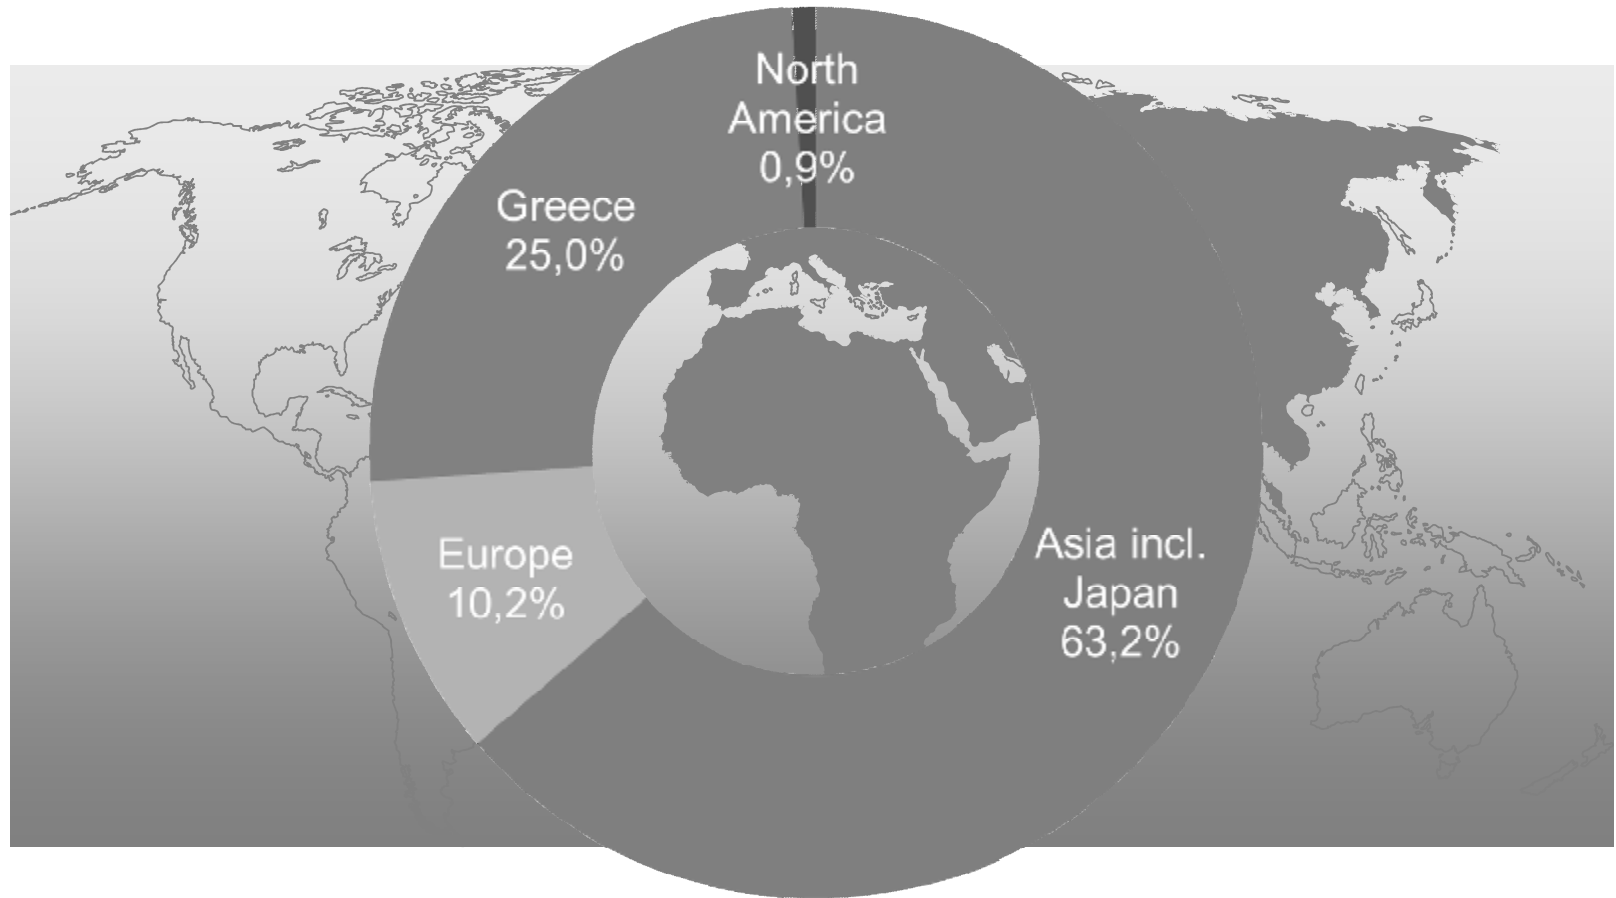 North
America
0,9%
Greece
25,0%
Europe
10,2%
Asia incl.
Japan
63,2%